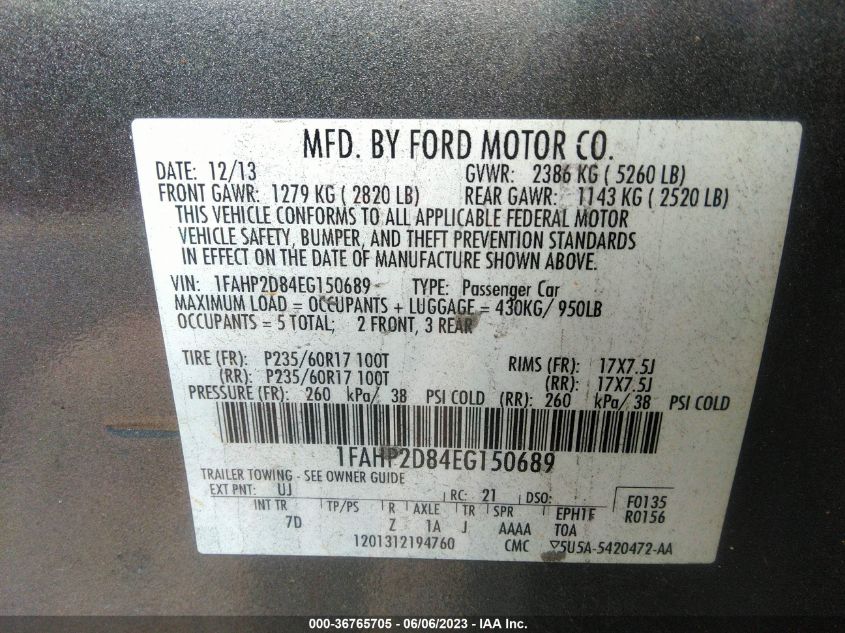 MFD. BY FORD MOTOR CO.
DATE: 12/13 GVWR: 2386 KG ( 5260 LB)
FRONT GAWR: 1279 KG ( 2820 LB) REAR GAWR: 1143 KG ( 2520 LB)
THIS VEHICLE CONFORMS TO ALL APPLICABLE FEDERAL MOTOR
VEHICLE SAFETY, BUMPER, AND THEFT PREVENTION STANDARDS
IN EFFECT ON THE DATE OF MANUFACTURE SHOWN ABOVE.
VIN: 1FAHP2D84EG150689 TYPE: Passenger Car
MAXIMUM LOAD = OCCUPANTS + LUGGAGE = 430KG/ 950LB
OCCUPANTS = 5 TOTAL; 2 FRONT, 3 REAR
TIRE (FR): P235/60R17 100T RIMS (FR): 17X7.5J
(RR): P235/60R17 100T (RR): 17X7.5J
PRESSURE (FR): 260 kPa/ 38 PSI COLD (RR): 260 kPa/ 38 PSI COLD
1FAHP2D84EG150689
TRAILER TOWING - SEE OWNER GUIDE
EXT PNT: UJ RC: 21 DSO: F0135
INT TR TP/PS R AXLE TR SPR EPH1F R0156
7D Z 1A J AAAA T0A
1201312194760 CMC ▽5U5A-5420472-AA
000-36765705 - 06/06/2023 - IAA Inc.